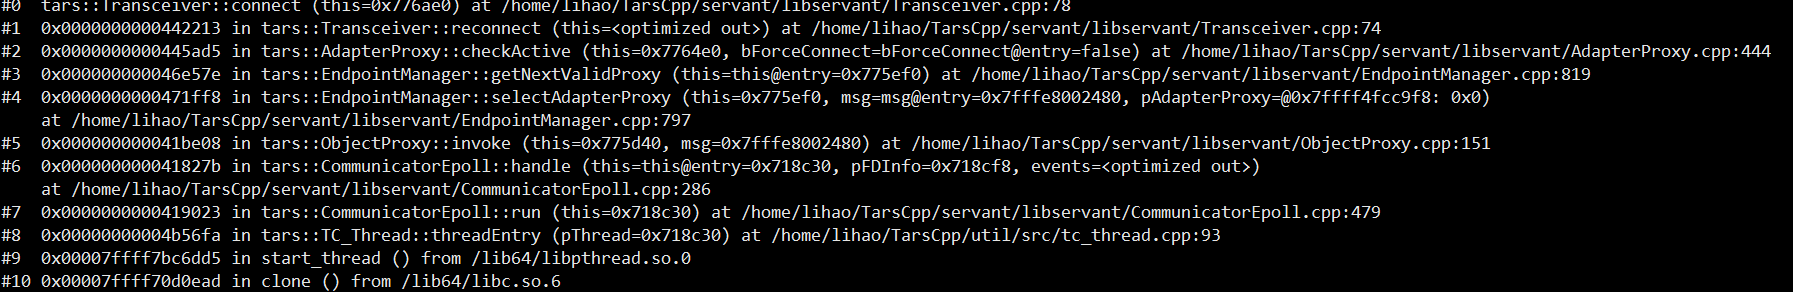 #0  tars::Transceiver::connect (this=0x776ae0) at /home/lihao/TarsCpp/servant/libservant/Transceiver.cpp:78
#1  0x0000000000442213 in tars::Transceiver::reconnect (this=<optimized out>) at /home/lihao/TarsCpp/servant/libservant/Transceiver.cpp:74
#2  0x0000000000445ad5 in tars::AdapterProxy::checkActive (this=0x7764e0, bForceConnect=bForceConnect@entry=false) at /home/lihao/TarsCpp/servant/libservant/AdapterProxy.cpp:444
#3  0x000000000046e57e in tars::EndpointManager::getNextValidProxy (this=this@entry=0x775ef0) at /home/lihao/TarsCpp/servant/libservant/EndpointManager.cpp:819
#4  0x0000000000471ff8 in tars::EndpointManager::selectAdapterProxy (this=0x775ef0, msg=msg@entry=0x7fffe8002480, pAdapterProxy=@0x7ffff4fcc9f8: 0x0)
    at /home/lihao/TarsCpp/servant/libservant/EndpointManager.cpp:797
#5  0x000000000041be08 in tars::ObjectProxy::invoke (this=0x775d40, msg=0x7fffe8002480) at /home/lihao/TarsCpp/servant/libservant/ObjectProxy.cpp:151
#6  0x000000000041827b in tars::CommunicatorEpoll::handle (this=this@entry=0x718c30, pFDInfo=0x718cf8, events=<optimized out>)
    at /home/lihao/TarsCpp/servant/libservant/CommunicatorEpoll.cpp:286
#7  0x0000000000419023 in tars::CommunicatorEpoll::run (this=0x718c30) at /home/lihao/TarsCpp/servant/libservant/CommunicatorEpoll.cpp:479
#8  0x00000000004b56fa in tars::TC_Thread::threadEntry (pThread=0x718c30) at /home/lihao/TarsCpp/util/src/tc_thread.cpp:93
#9  0x00007ffff7bc6dd5 in start_thread () from /lib64/libpthread.so.0
#10 0x00007ffff70d0ead in clone () from /lib64/libc.so.6